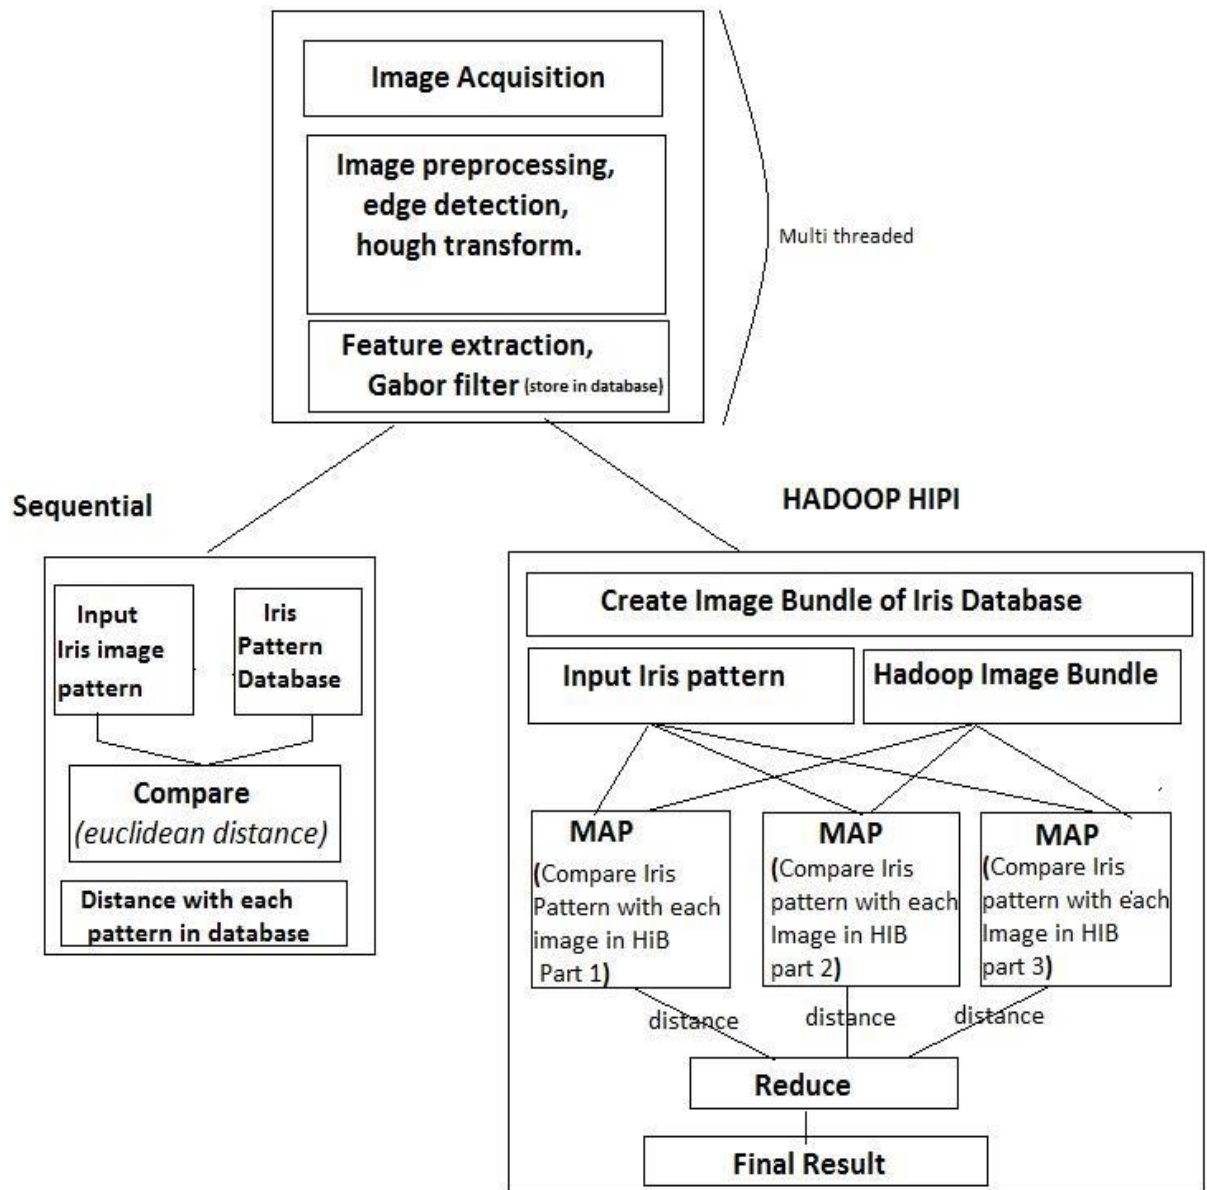 Image Acquisition
Image preprocessing,
edge detection,
hough transform.
Multi threaded
Feature extraction,
Gabor filter (store in database)
Sequential
HADOOP HIPI
Input
Iris image
pattern
Iris
Pattern
Database
Compare
(euclidean distance)
Distance with each
pattern in database
Create Image Bundle of Iris Database
Input Iris pattern
Hadoop Image Bundle
MAP
(Compare Iris
Pattern with each
image in HiB
Part 1)
MAP
(Compare Iris
pattern with each
Image in HIB
part 2)
MAP
(Compare Iris
pattern with each
Image in HIB
part 3)
distance
distance
distance
Reduce
Final Result